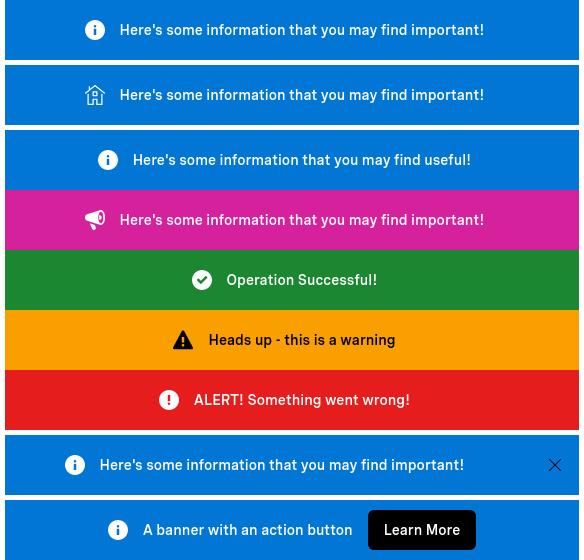 Here's some information that you may find important!
Here's some information that you may find important!
Here's some information that you may find useful!
Here's some information that you may find important!
Operation Successful!
Heads up - this is a warning
ALERT! Something went wrong!
Here's some information that you may find important!
A banner with an action button Learn More